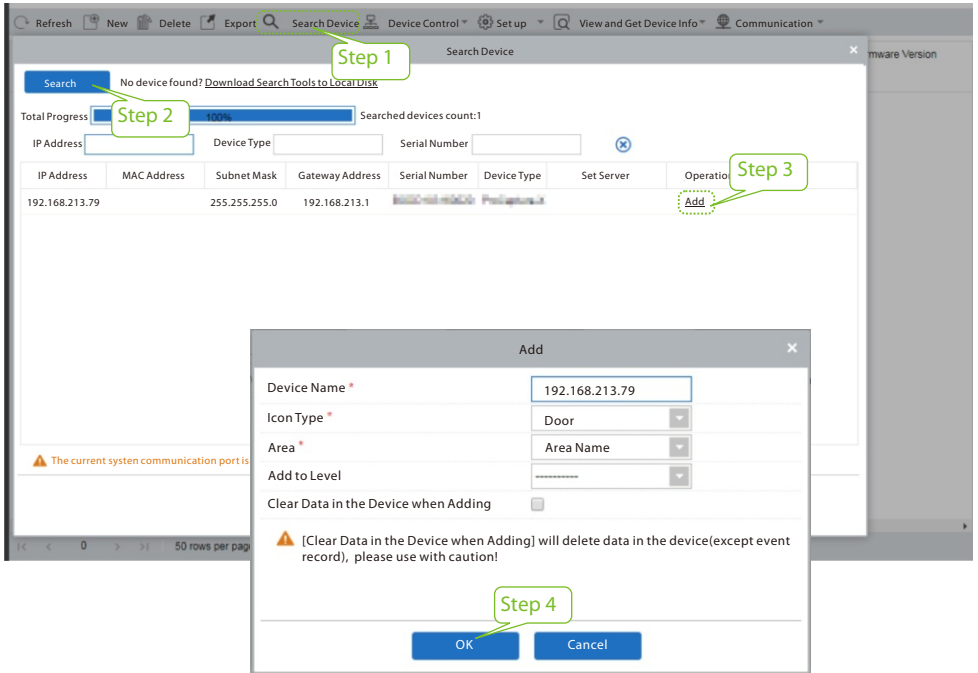 Refresh New Delete Export Search Device Device Control Set up View and Get Device Info Communication
Search Device
Step 1
mware Version
Search No device found? Download Search Tools to Local Disk
Step 2
Total Progress 100% Searched devices count:1
IP Address Device Type Serial Number
Step 3
IP Address MAC Address Subnet Mask Gateway Address Serial Number Device Type Set Server Operation
192.168.213.79 255.255.255.0 192.168.213.1 Add
Add
Device Name * 192.168.213.79
Icon Type * Door
Area * Area Name
Add to Level ----------
Clear Data in the Device when Adding
The current systen communication port is
[Clear Data in the Device when Adding] will delete data in the device(except event
record), please use with caution!
0 50 rows per pag
Step 4
OK Cancel